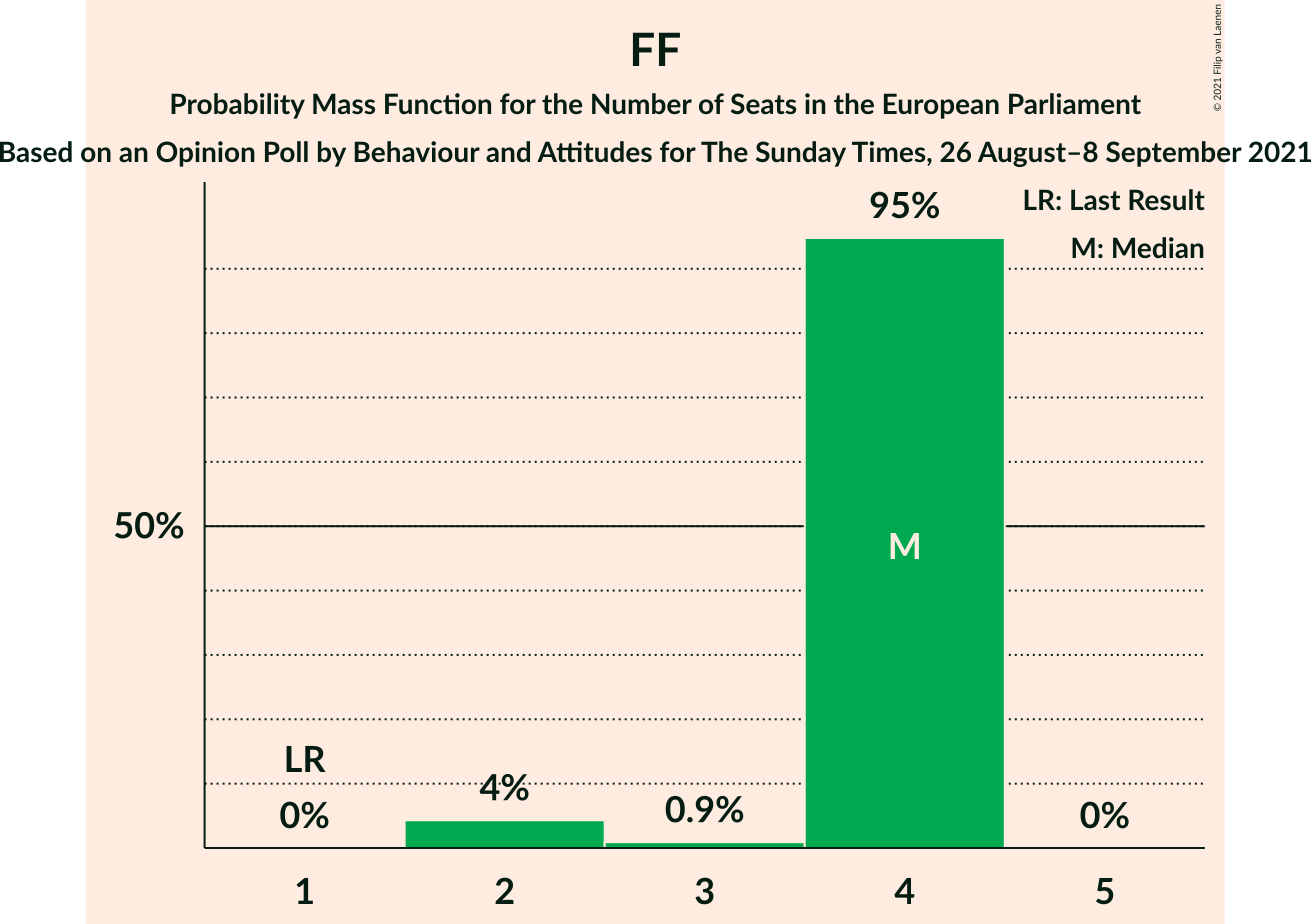 FF
Probability Mass Function for the Number of Seats in the European Parliament
Based on an Opinion Poll by Behaviour and Attitudes for The Sunday Times, 26 August–8 September 2021
© 2021 Filip van Laenen
LR: Last Result
M: Median
95%
50%
M
LR
0%
4%
0.9%
0%
1 2 3 4 5